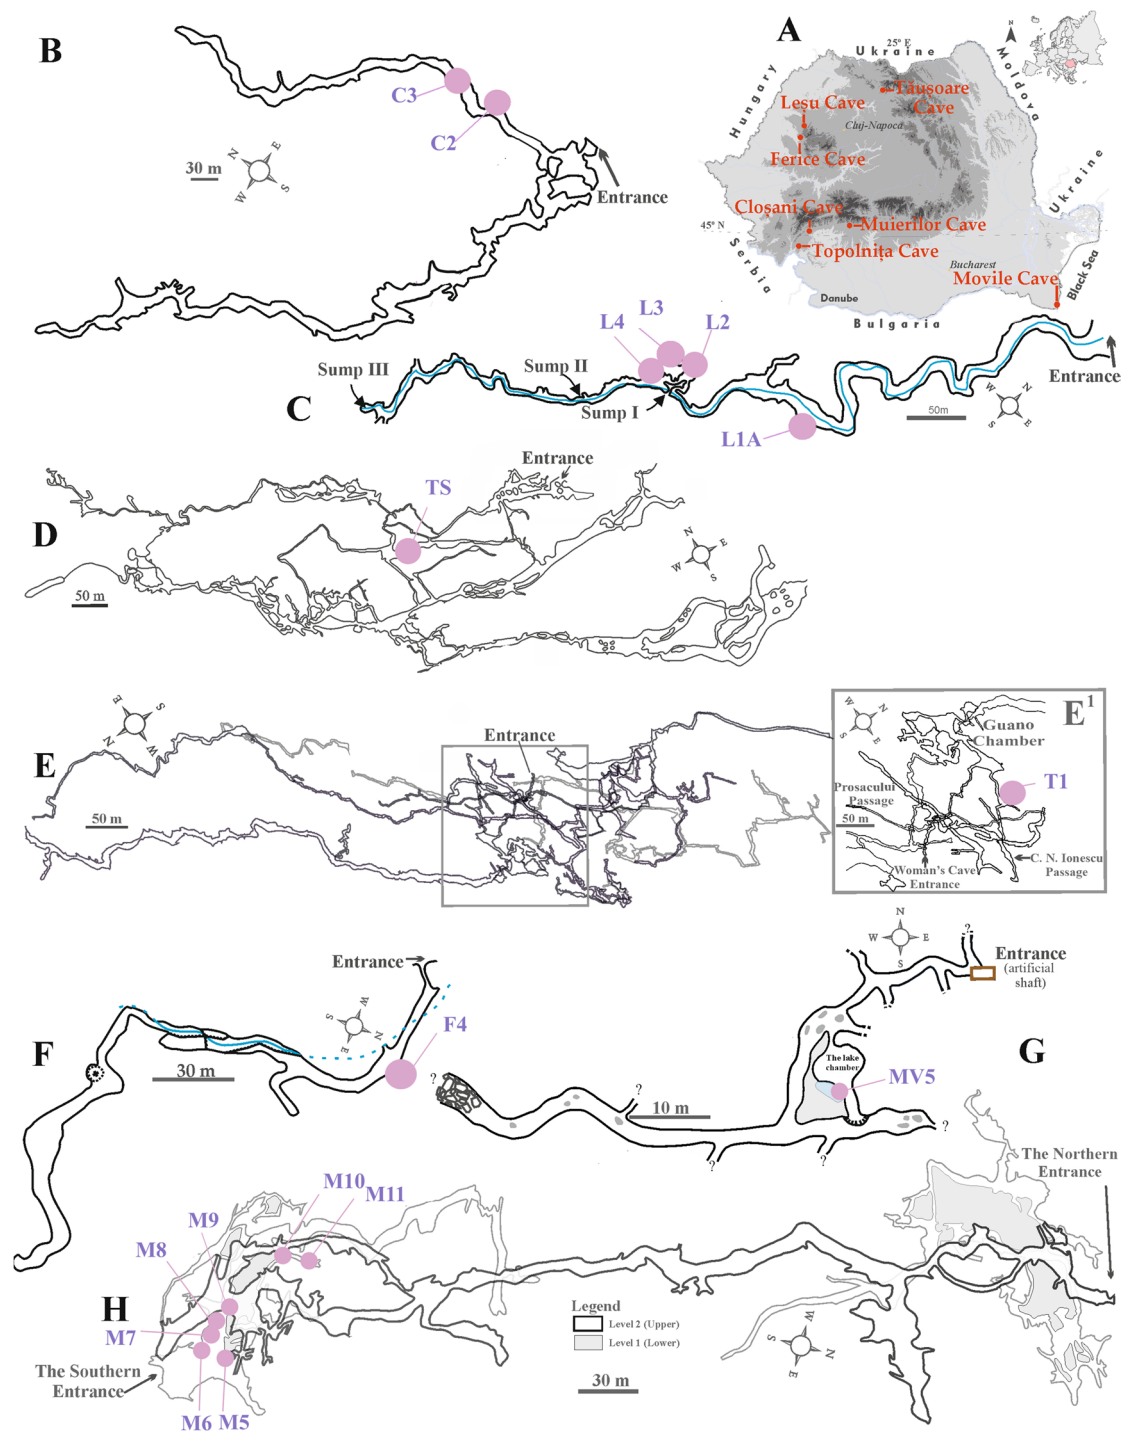 B
C3
C2
30 m
N
E
W
S
Entrance
A
25º E
Ukraine
N
Moldova
Hungary
Tăușoare
Cave
Leșu Cave
Cluj-Napoca
Ferice Cave
Ukraine
Cloșani Cave
45º N
Muierilor Cave
Topolnița Cave
Serbia
Bucharest
Movile Cave
Black Sea
Danube
Bulgaria
L3
L4
L2
Sump III
Sump II
C
Sump I
L1A
Entrance
50m
W
N
S
E
Entrance
TS
D
50 m
N
E
W
S
E
S
N
W
E
Entrance
50 m
W
N
S
E
E1
Guano
Chamber
T1
Prosacului
Passage
50 m
C. N. Ionescu
Passage
Woman's Cave
Entrance
N
W
E
S
?
Entrance
(artificial
shaft)
Entrance
W
S
N
E
F4
F
30 m
G
The lake
chamber
MV5
?
?
10 m
?
?
?
The Northern
Entrance
M10
M11
M9
M8
H
M7
The Southern
Entrance
M6
M5
Legend
Level 2 (Upper)
Level 1 (Lower)
30 m
W
S
N
E